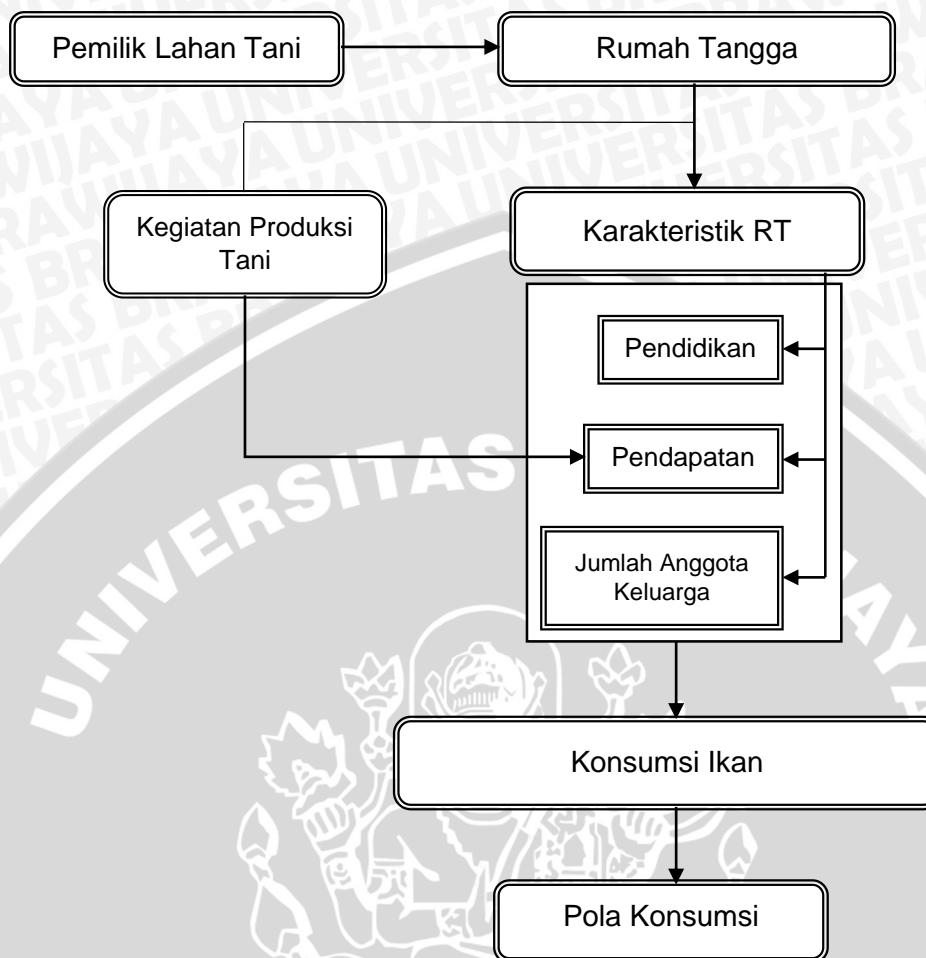 Pemilik Lahan Tani
Rumah Tangga
Kegiatan Produksi
Tani
Karakteristik RT
Pendidikan
Pendapatan
Jumlah Anggota
Keluarga
Konsumsi Ikan
Pola Konsumsi
UNIVERSITAS